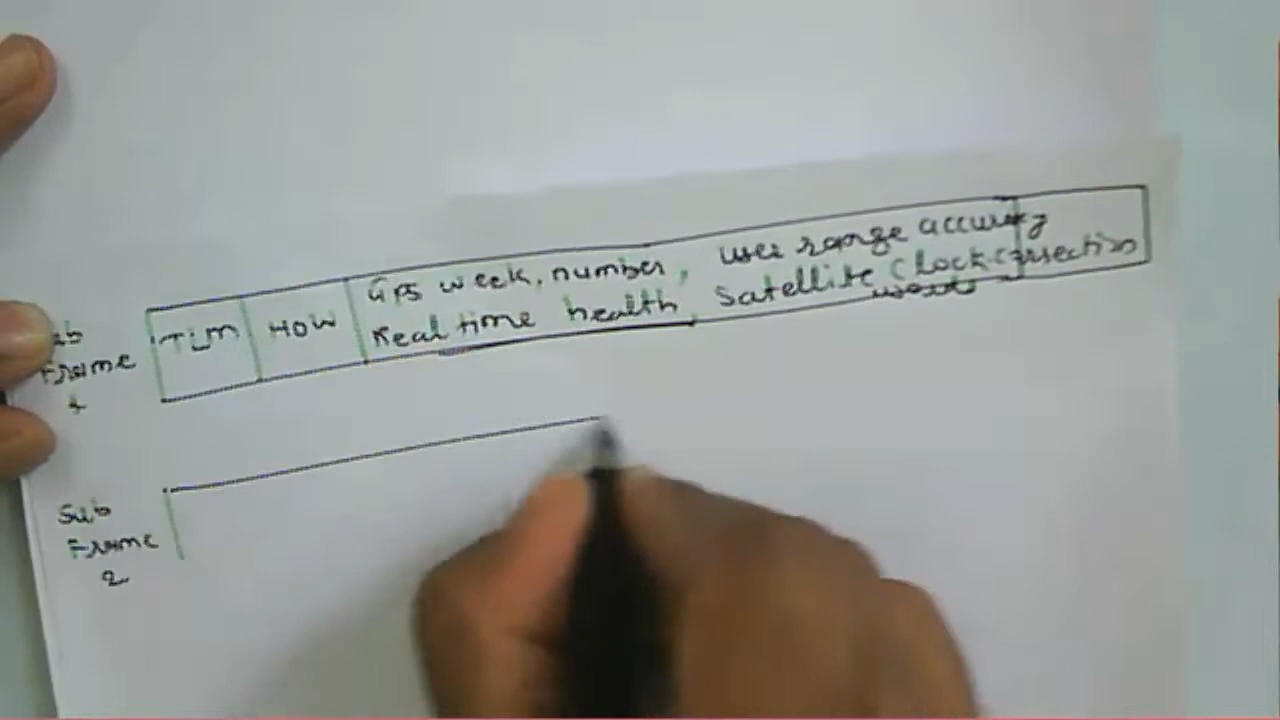 GPS week, number, user range accuracy
TLM HOW Real time health, Satellite Clock correction
Frame
1
Sub
Frame
2